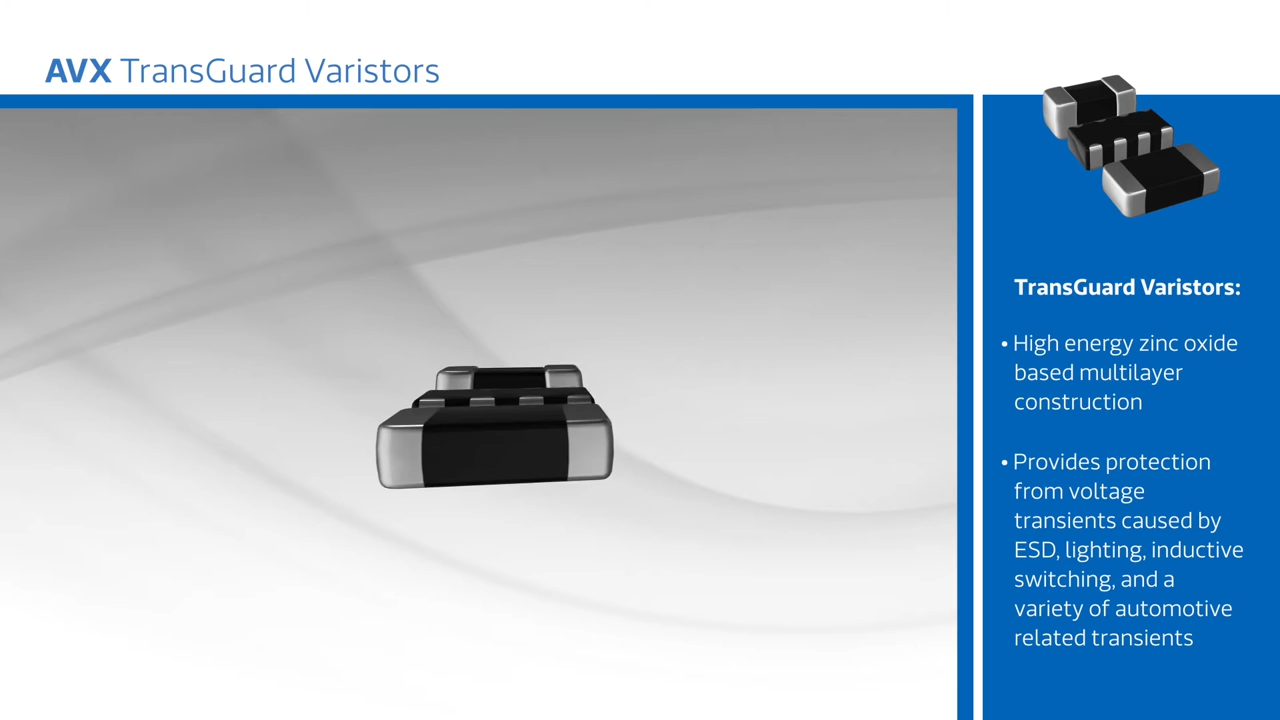 AVX TransGuard Varistors
TransGuard Varistors:
• High energy zinc oxide
based multilayer
construction
• Provides protection
from voltage
transients caused by
ESD, lighting, inductive
switching, and a
variety of automotive
related transients